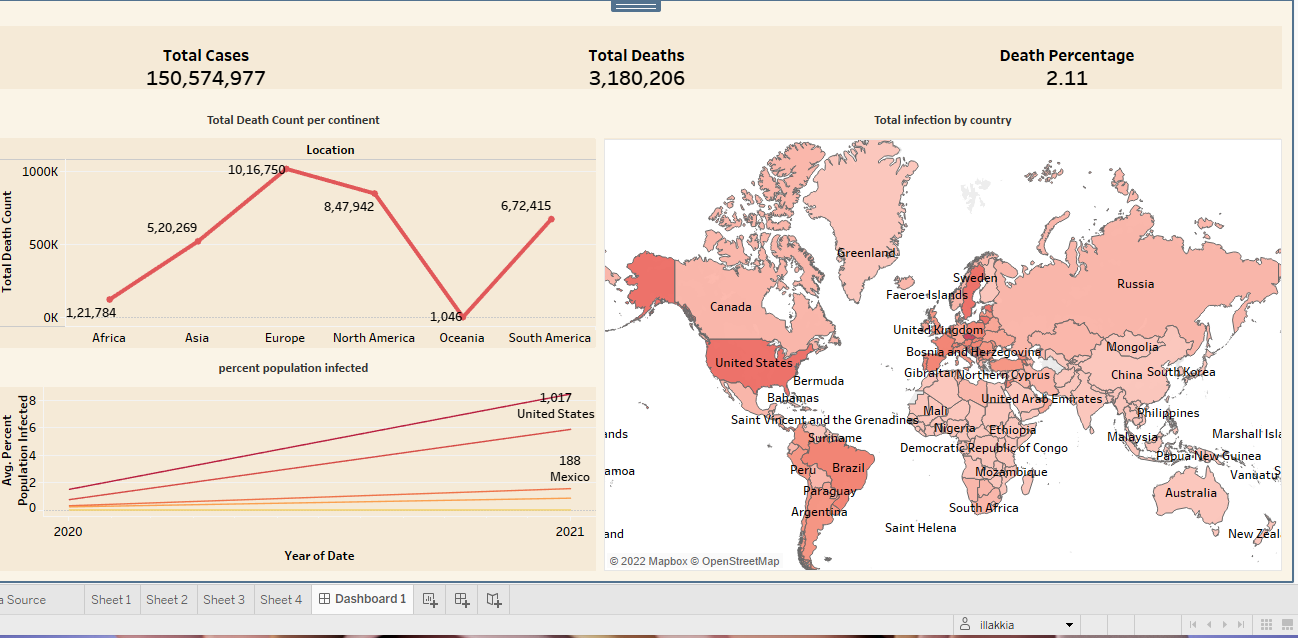 Total Cases
150,574,977
Total Deaths
3,180,206
Death Percentage
2.11
Total Death Count per continent
Location
Total Death Count
1000K
500K
0K
1,21,784
5,20,269
10,16,750
8,47,942
1,046
6,72,415
Africa
Asia
Europe
North America
Oceania
South America
percent population infected
Avg. Percent
Population Infected
8
6
4
2
0
1,017
United States
188
Mexico
2020
2021
Year of Date
Total infection by country
Greenland
Sweden
Russia
Faeroe Islands
Canada
United Kingdom
Mongolia
Bosnia and Herzegovina
United States
Gibraltar
Northern Cyprus
China
South Korea
Bermuda
Bahamas
United Arab Emirates
Mali
Philippines
Saint Vincent and the Grenadines
Nigeria
Ethiopia
ands
Suriname
Malaysia
Marshall Isla
Democratic Republic of Congo
Papua New Guinea
amoa
Peru
Brazil
Mozambique
Vanuatu
S
Paraguay
Australia
Argentina
South Africa
Saint Helena
and
New Zeal
© 2022 Mapbox © OpenStreetMap
a Source
Sheet 1
Sheet 2
Sheet 3
Sheet 4
Dashboard 1
illakkia